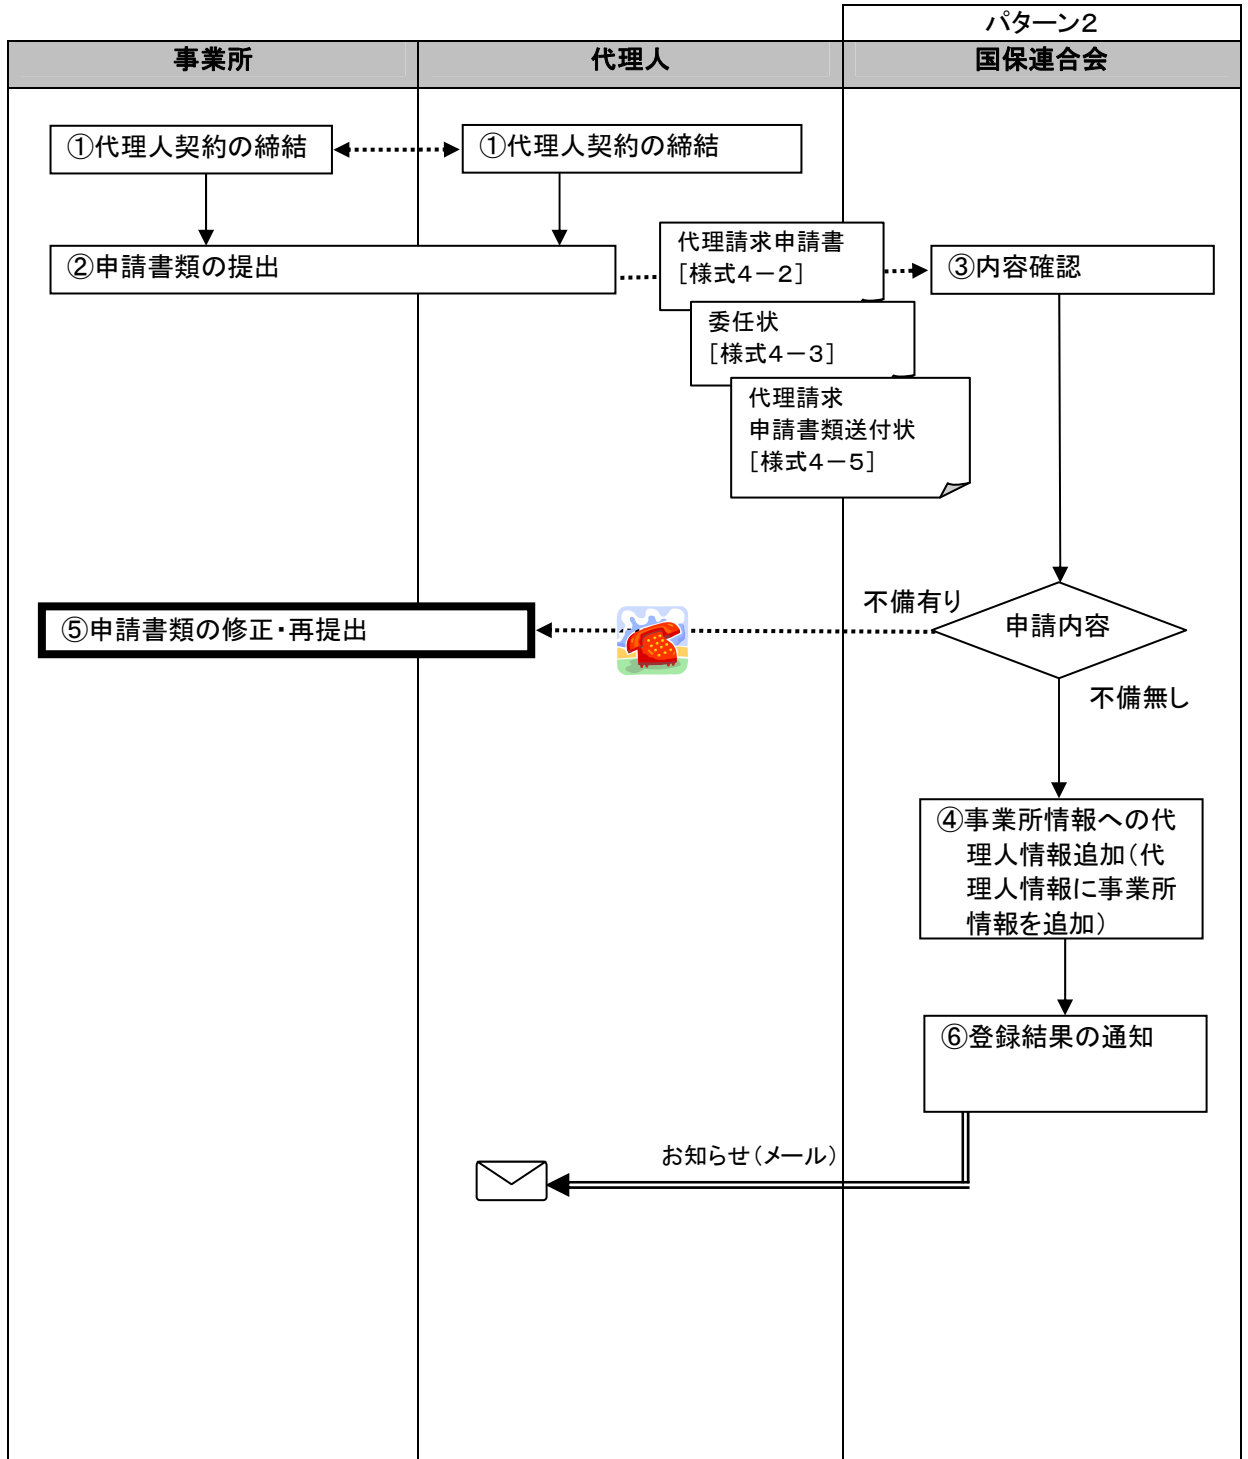 パターン２
事業所
代理人
国保連合会
①代理人契約の締結
①代理人契約の締結
②申請書類の提出
代理請求申請書
［様式４－２］
委任状
［様式４－３］
代理請求
申請書類送付状
［様式４－５］
③内容確認
不備有り
申請内容
⑤申請書類の修正・再提出
不備無し
④事業所情報への代
理人情報追加（代
理人情報に事業所
情報を追加）
⑥登録結果の通知
お知らせ（メール）